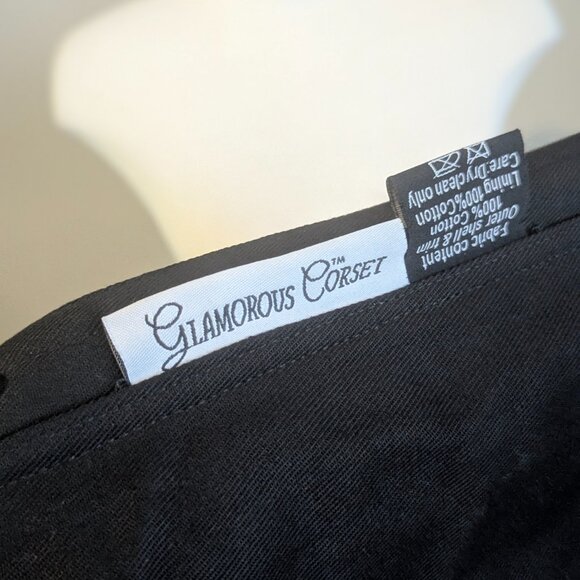 GLAMOROUS CORSET™
Fabric content
Outer Shell & trim
100% Cotton
Lining 100%Cotton
Care:Dry clean only